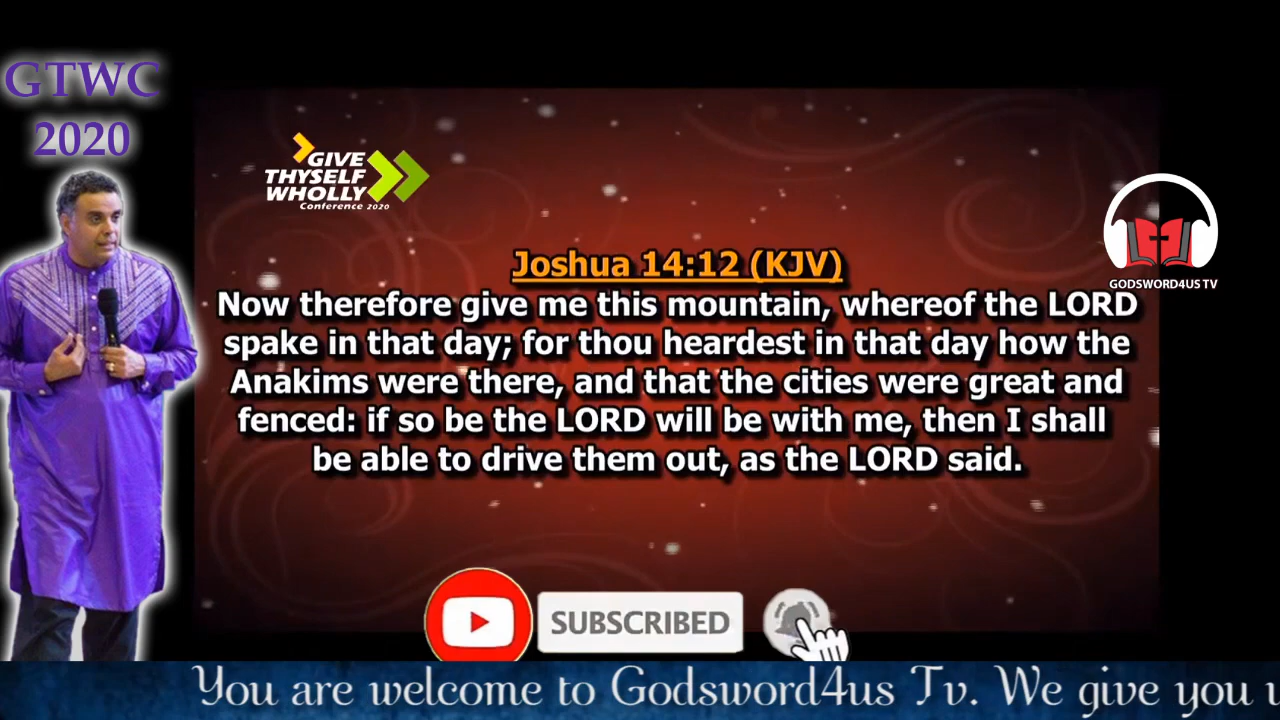 GTWC
2020
GIVE
THYSELF
WHOLLY
Conference 2020
Joshua 14:12 (KJV)
Now therefore give me this mountain, whereof the LORD
spake in that day; for thou heardest in that day how the
Anakims were there, and that the cities were great and
fenced: if so be the LORD will be with me, then I shall
be able to drive them out, as the LORD said.
GODSWORD4US TV
SUBSCRIBED
You are welcome to Godsword4us Tv. We give you